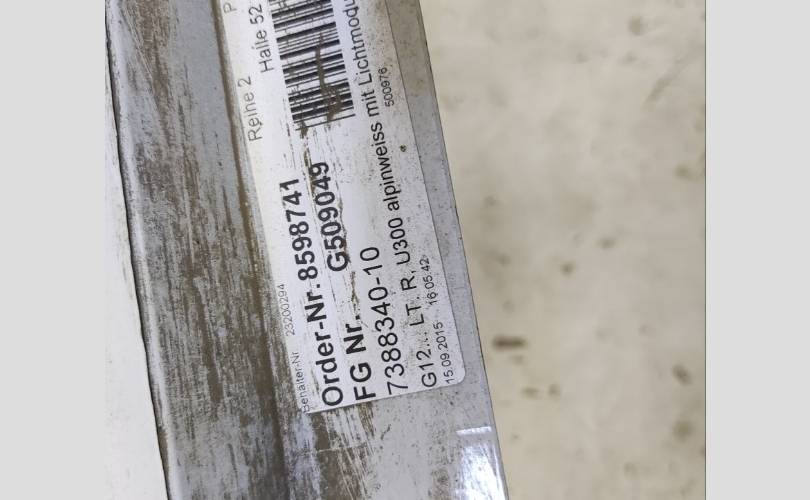 Halle 52
Reihe 2
Behälter-Nr 23200294
Order-Nr. 8598741
FG Nr. G509049
7388340-10
G12... LT. R, U300 alpinweiss mit Lichtmodu
15.09.2015 16:05:42 500976